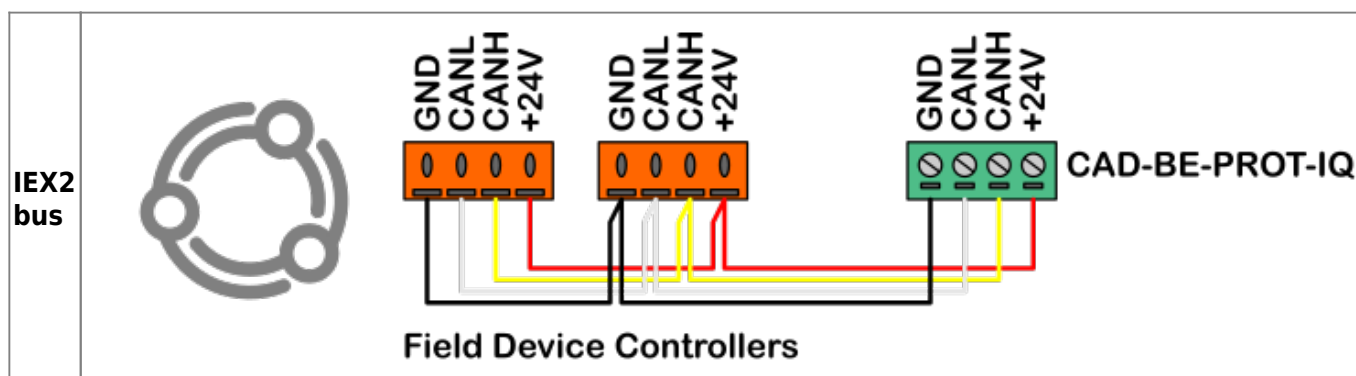 IEX2
bus
GND CANL CANH +24V
GND CANL CANH +24V
GND CANL CANH +24V
CAD-BE-PROT-IQ
Field Device Controllers